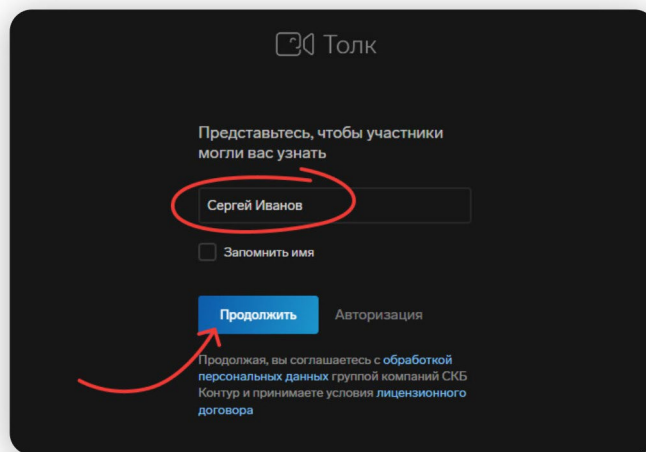 Толк
Представьтесь, чтобы участники
могли вас узнать
Сергей Иванов
Запомнить имя
Продолжить Авторизация
Продолжая, вы соглашаетесь с обработкой
персональных данных группой компаний СКБ
Контур и принимаете условия лицензионного
договора